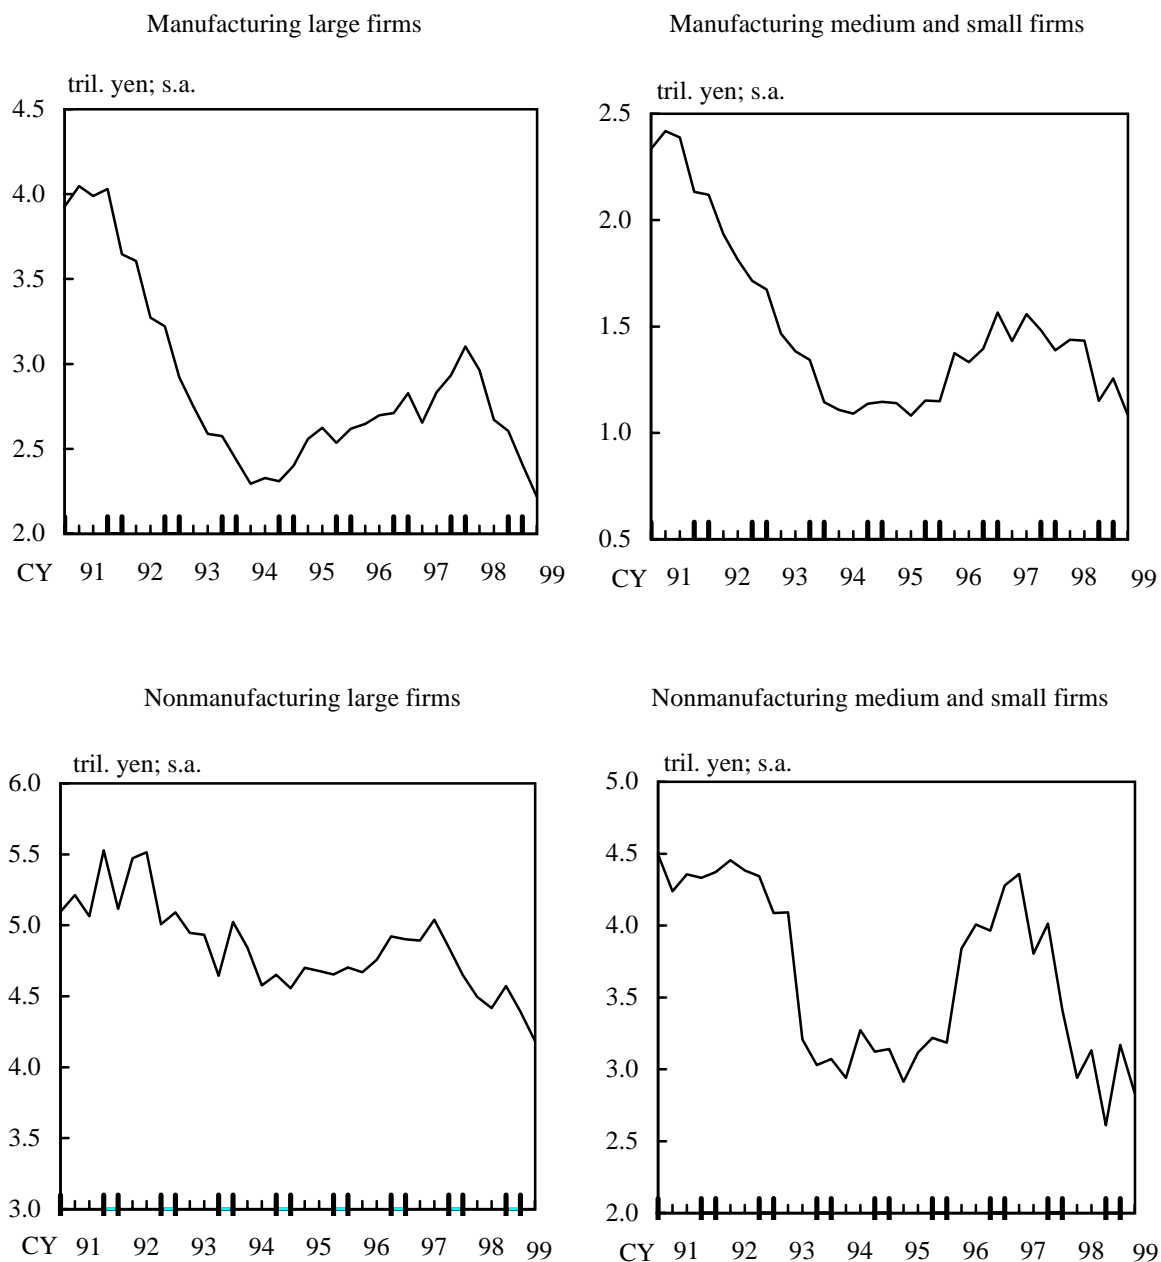 Manufacturing large firms
tril. yen; s.a.
4.5
4.0
3.5
3.0
2.5
2.0
CY 91 92 93 94 95 96 97 98 99
Manufacturing medium and small firms
tril. yen; s.a.
2.5
2.0
1.5
1.0
0.5
CY 91 92 93 94 95 96 97 98 99
Nonmanufacturing large firms
tril. yen; s.a.
6.0
5.5
5.0
4.5
4.0
3.5
3.0
CY 91 92 93 94 95 96 97 98 99
Nonmanufacturing medium and small firms
tril. yen; s.a.
5.0
4.5
4.0
3.5
3.0
2.5
2.0
CY 91 92 93 94 95 96 97 98 99